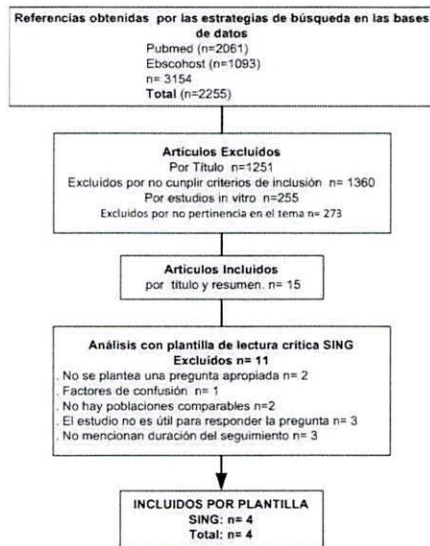 Referencias obtenidas por las estrategias de búsqueda en las bases
de datos
Pubmed (n=2061)
Ebscohost (n=1093)
n= 3154
Total (n=2255)
Artículos Excluidos
Por Título n=1251
Excluidos por no cunplir criterios de inclusión n= 1360
Por estudios in vitro n=255
Excluidos por no pertinencia en el tema n= 273
Artículos Incluidos
por título y resumen. n= 15
Análisis con plantilla de lectura crítica SING
Excluidos n= 11
. No se plantea una pregunta apropiada n= 2
. Factores de confusión n= 1
. No hay poblaciones comparables n=2
. El estudio no es útil para responder la pregunta n= 3
. No mencionan duración del seguimiento n= 3
INCLUIDOS POR PLANTILLA
SING: n= 4
Total: n= 4